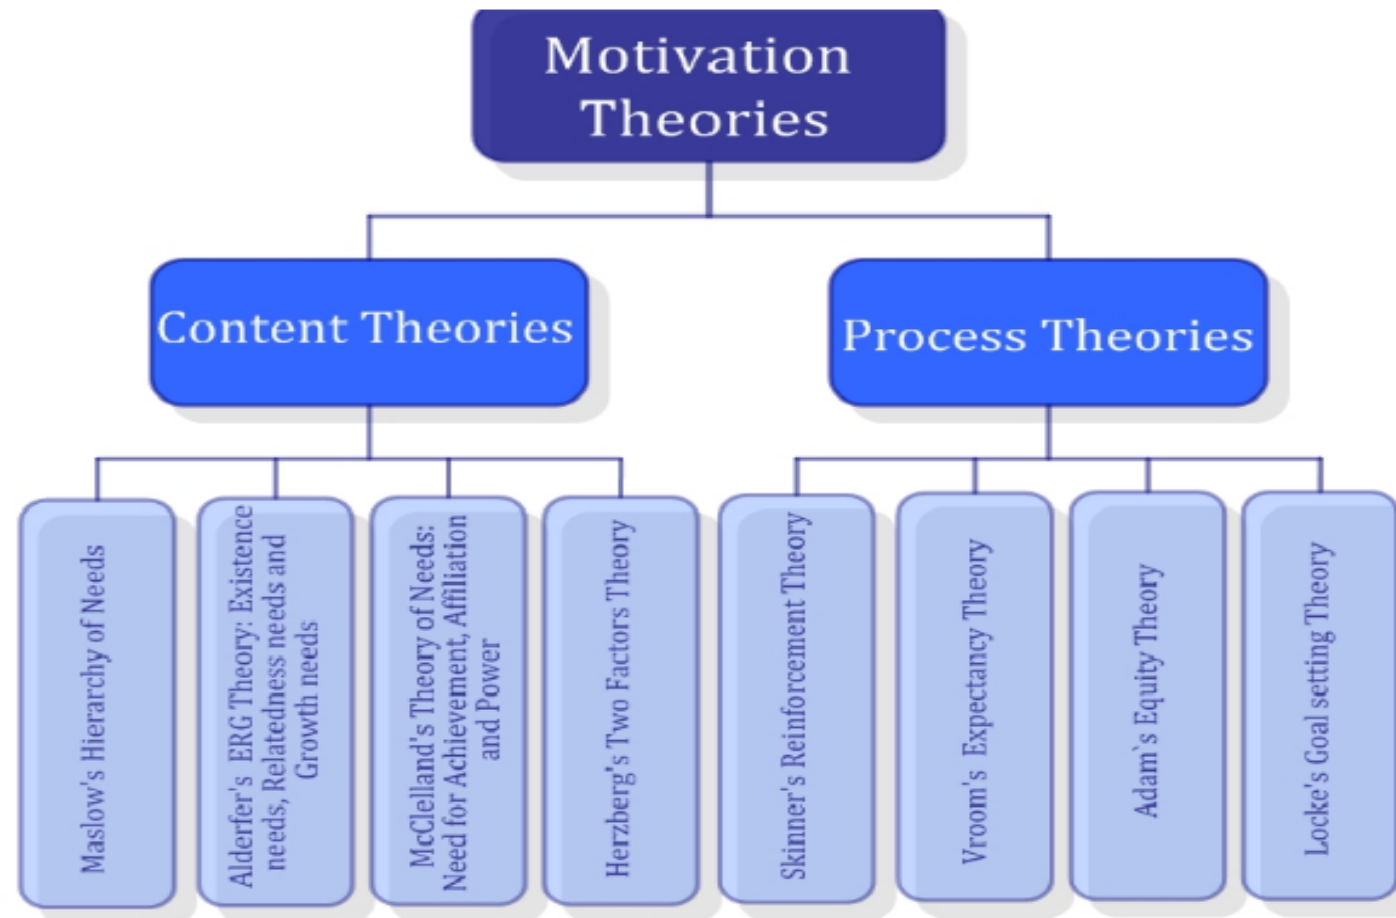 Motivation
Theories
Content Theories
Process Theories
Maslow's Hierarchy of Needs
Alderfer's ERG Theory: Existence
needs, Relatedness needs and
Growth needs
McClelland's Theory of Needs:
Need for Achievement, Affiliation
and Power
Herzberg's Two Factors Theory
Skinner's Reinforcement Theory
Vroom's Expectancy Theory
Adam`s Equity Theory
Locke's Goal setting Theory